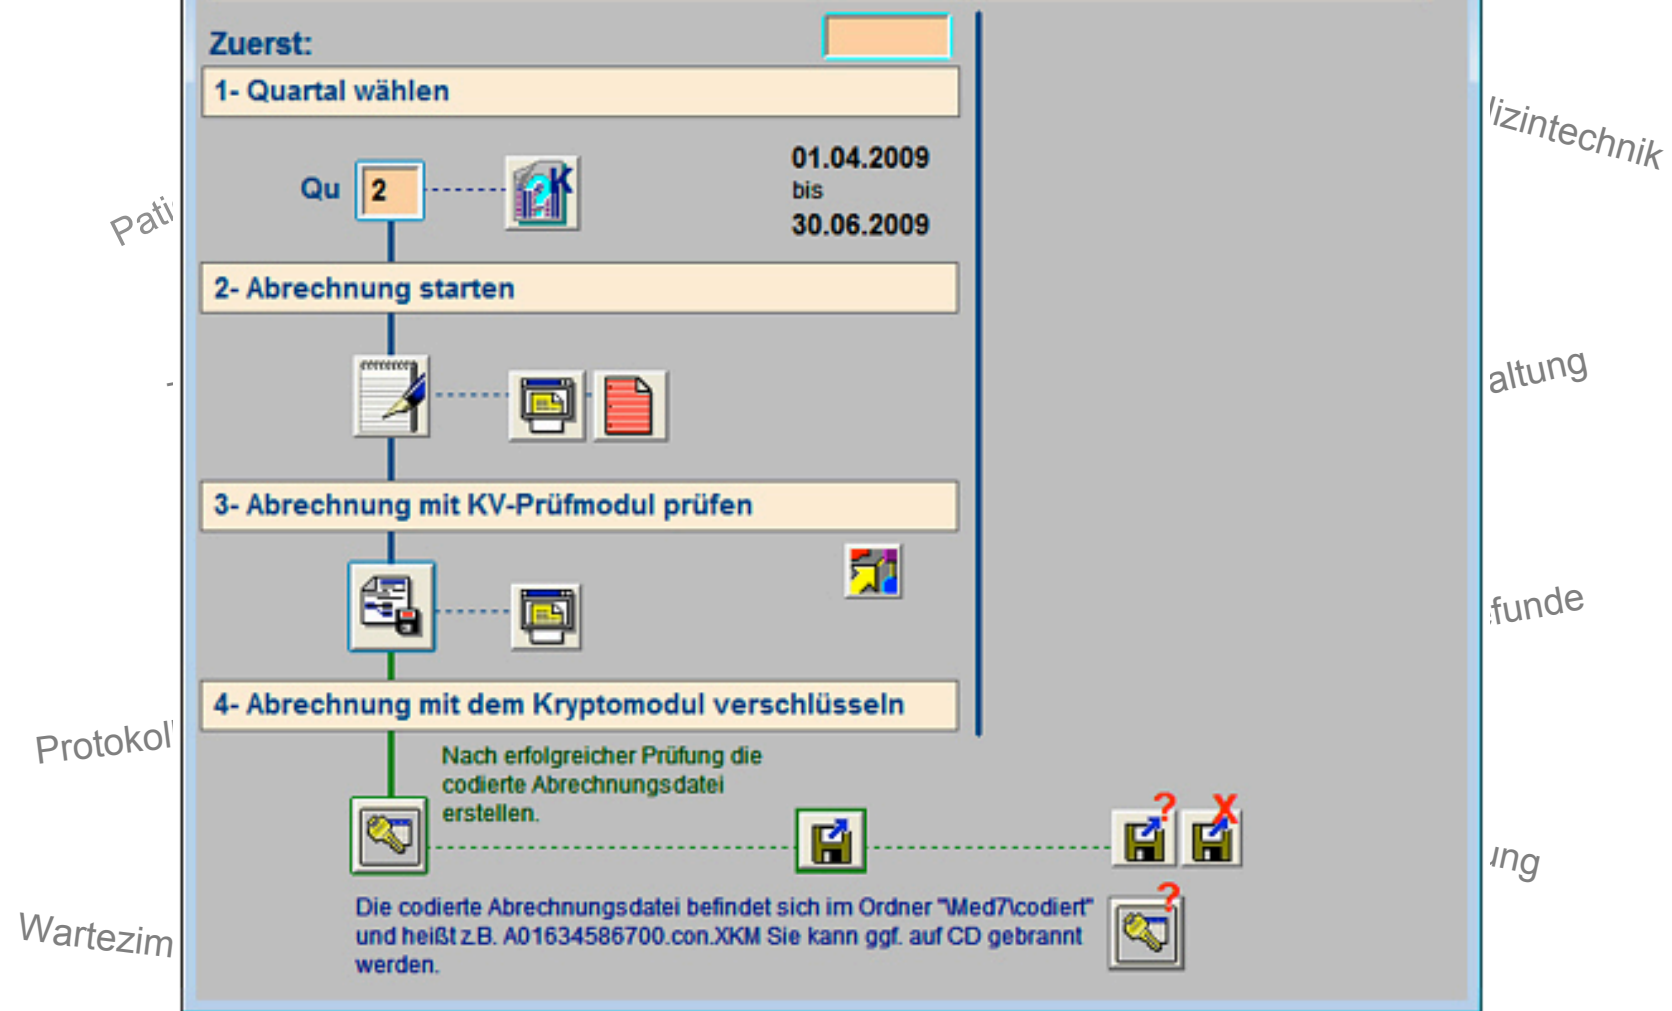 Zuerst:
1- Quartal wählen
Qu 2
01.04.2009
bis
30.06.2009
2- Abrechnung starten
3- Abrechnung mit KV-Prüfmodul prüfen
4- Abrechnung mit dem Kryptomodul verschlüsseln
Nach erfolgreicher Prüfung die
codierte Abrechnungsdatei
erstellen.
Die codierte Abrechnungsdatei befindet sich im Ordner "\Med7\codiert"
und heißt z.B. A01634586700.con.XKM Sie kann ggf. auf CD gebrannt
werden.
Pati
Protokol
Wartezim
izintechnik
altung
funde
ung